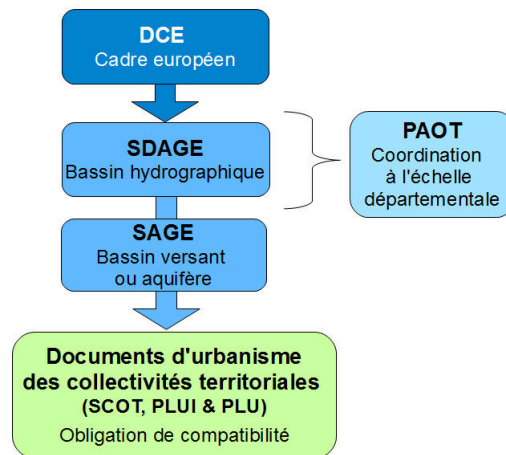 DCE
Cadre européen
SDAGE
Bassin hydrographique
PAOT
Coordination
à l'échelle
départementale
SAGE
Bassin versant
ou aquifère
Documents d'urbanisme
des collectivités territoriales
(SCOT, PLUI & PLU)
Obligation de compatibilité